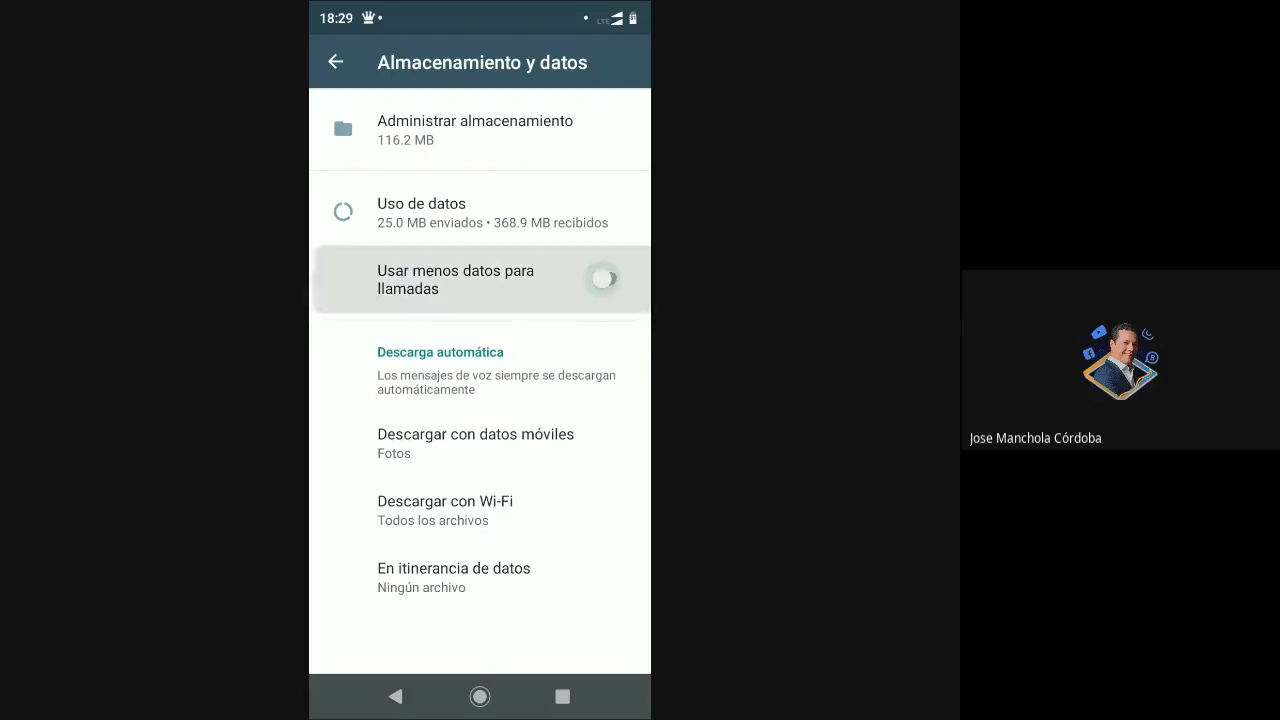 18:29
LTE
Almacenamiento y datos
Administrar almacenamiento
116.2 MB
Uso de datos
25.0 MB enviados • 368.9 MB recibidos
Usar menos datos para
llamadas
Descarga automática
Los mensajes de voz siempre se descargan
automáticamente
Descargar con datos móviles
Fotos
Descargar con Wi-Fi
Todos los archivos
En itinerancia de datos
Ningún archivo
Jose Manchola Córdoba